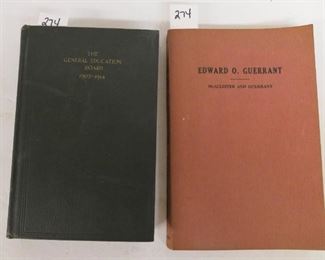 274
THE
GENERAL EDUCATION
BOARD
1902-1914
274
EDWARD O. GUERRANT
McALLISTER AND GUERRANT